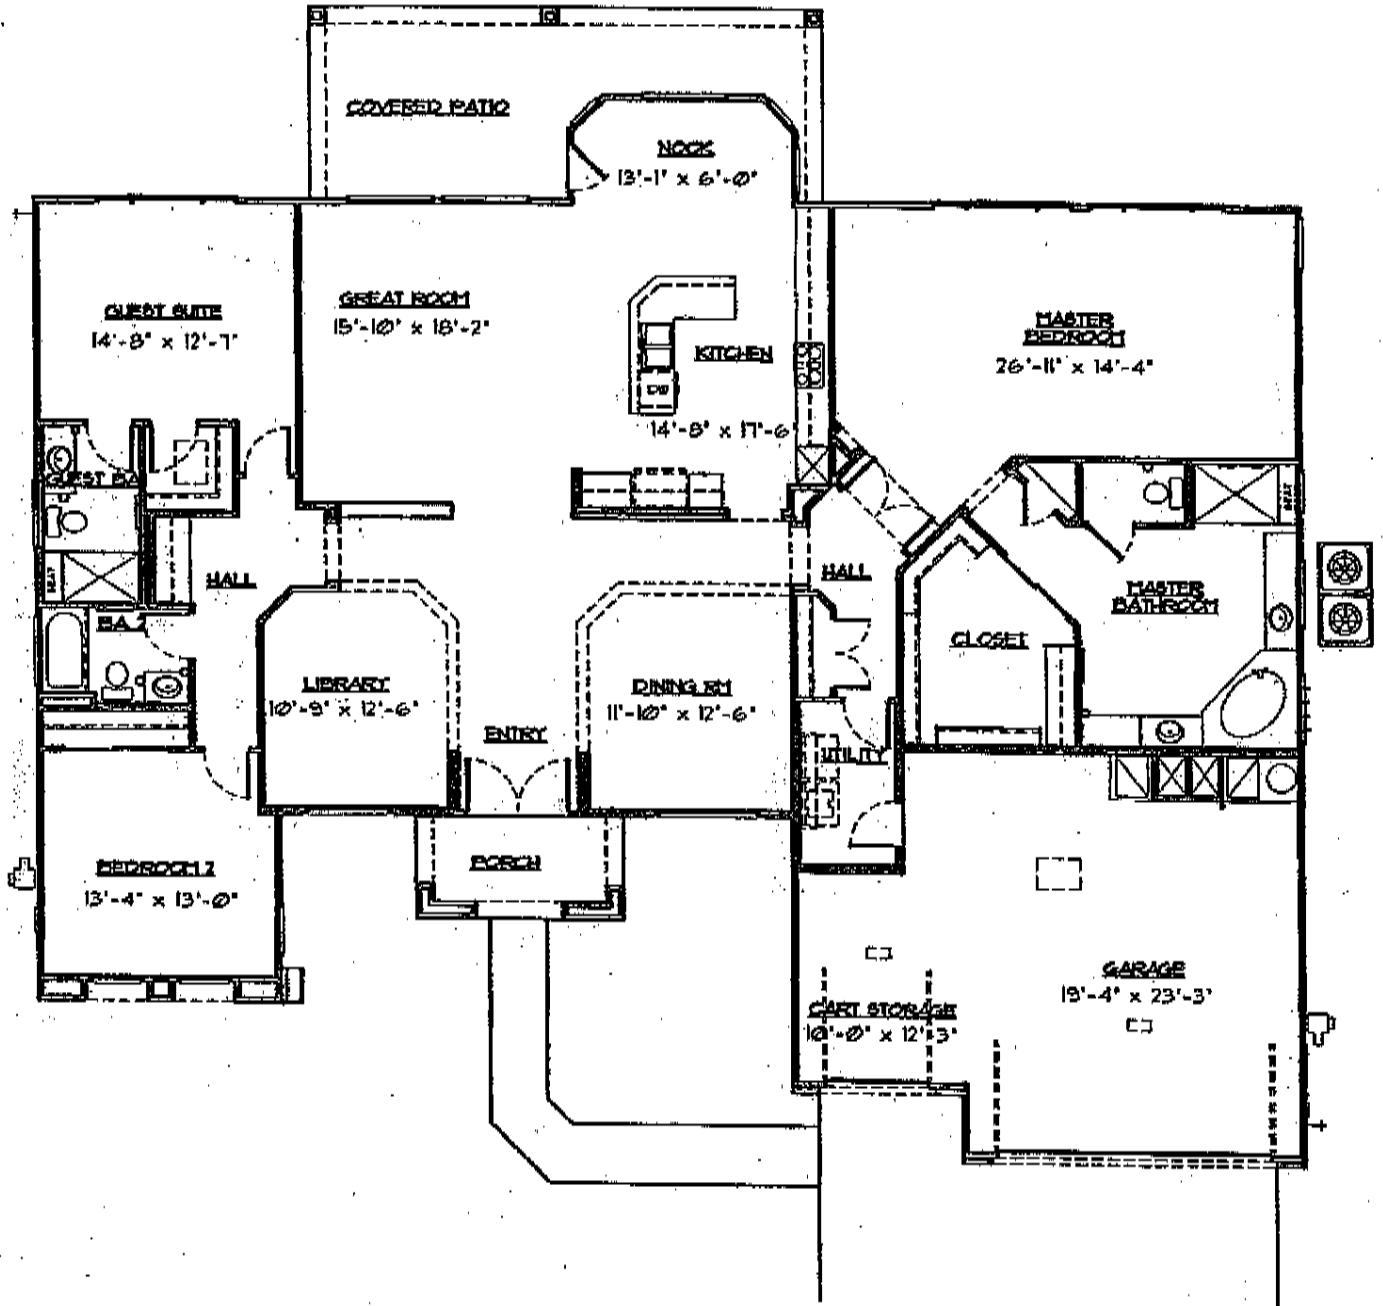 COVERED PATIO
NOOK
13'-1" x 6'-0"
GUEST SUITE
14'-8" x 12'-7"
GREAT ROOM
15'-10" x 18'-2"
KITCHEN
14'-8" x 17'-6
DW
MASTER
BEDROOM
26'-11" x 14'-4"
GUEST BA
SEAT
HALL
BA 2
LIBRARY
10'-9" x 12'-6"
ENTRY
DINING RM
11'-10" x 12'-6"
HALL
CLOSET
MASTER
BATHROOM
SEAT
UTILITY
BEDROOM 2
13'-4" x 13'-0"
PORCH
CART STORAGE
10'-0" x 12'-3"
GARAGE
19'-4" x 23'-3"